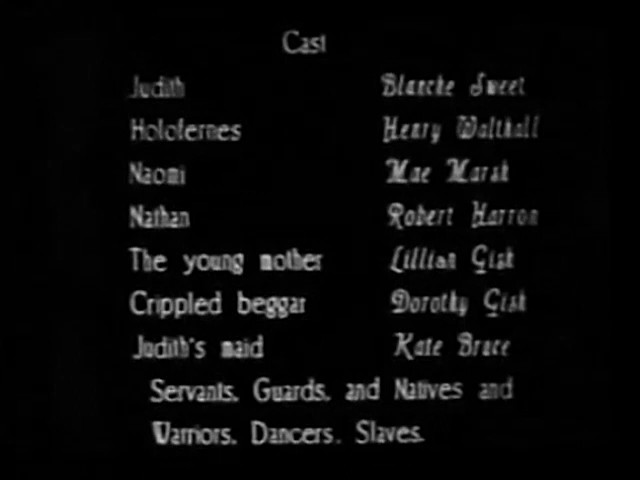 Cast
Judith Blanche Sweet
Holofernes Henry Walthall
Naomi Mae Marsh
Nathan Robert Harron
The young mother Lillian Gish
Crippled beggar Dorothy Gish
Judith's maid Kate Bruce
Servants, Guards, and Natives and
Warriors, Dancers, Slaves.